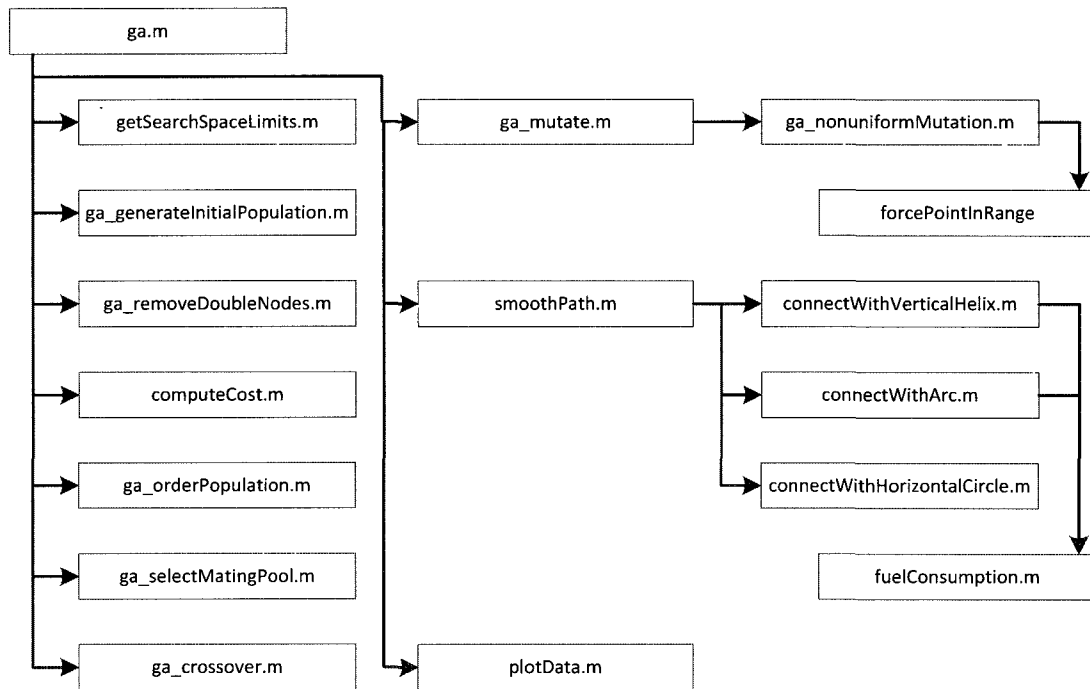 ga.m
getSearchSpaceLimits.m
ga_mutate.m
ga_nonuniformMutation.m
ga_generateInitialPopulation.m
forcePointInRange
ga_removeDoubleNodes.m
smoothPath.m
connectWithVerticalHelix.m
computeCost.m
connectWithArc.m
ga_orderPopulation.m
connectWithHorizontalCircle.m
ga_selectMatingPool.m
fuelConsumption.m
ga_crossover.m
plotData.m